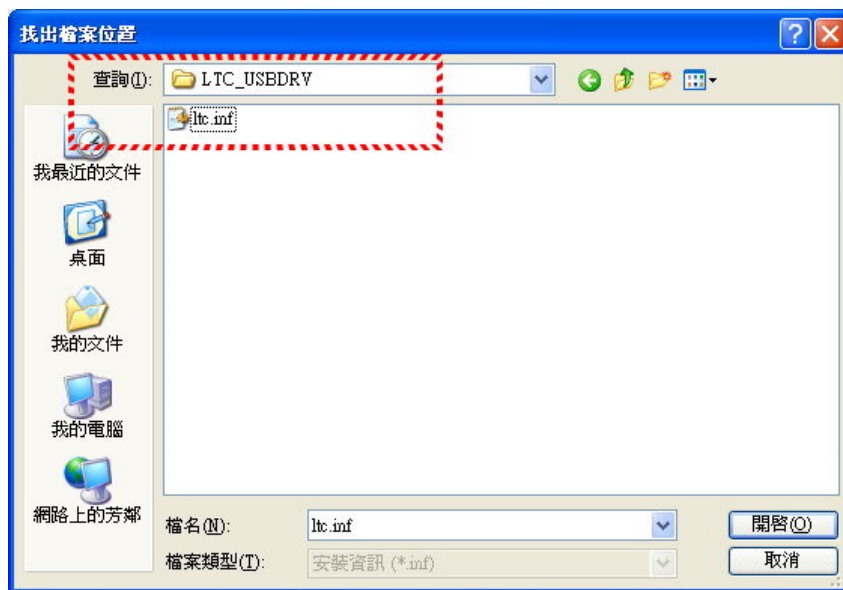 找出檔案位置
查詢(I):
LTC_USBDRV
ltc.inf
我最近的文件
桌面
我的文件
我的電腦
網路上的芳鄰
檔名(N):
ltc.inf
開啓(O)
檔案類型(T):
安裝資訊 (*.inf)
取消